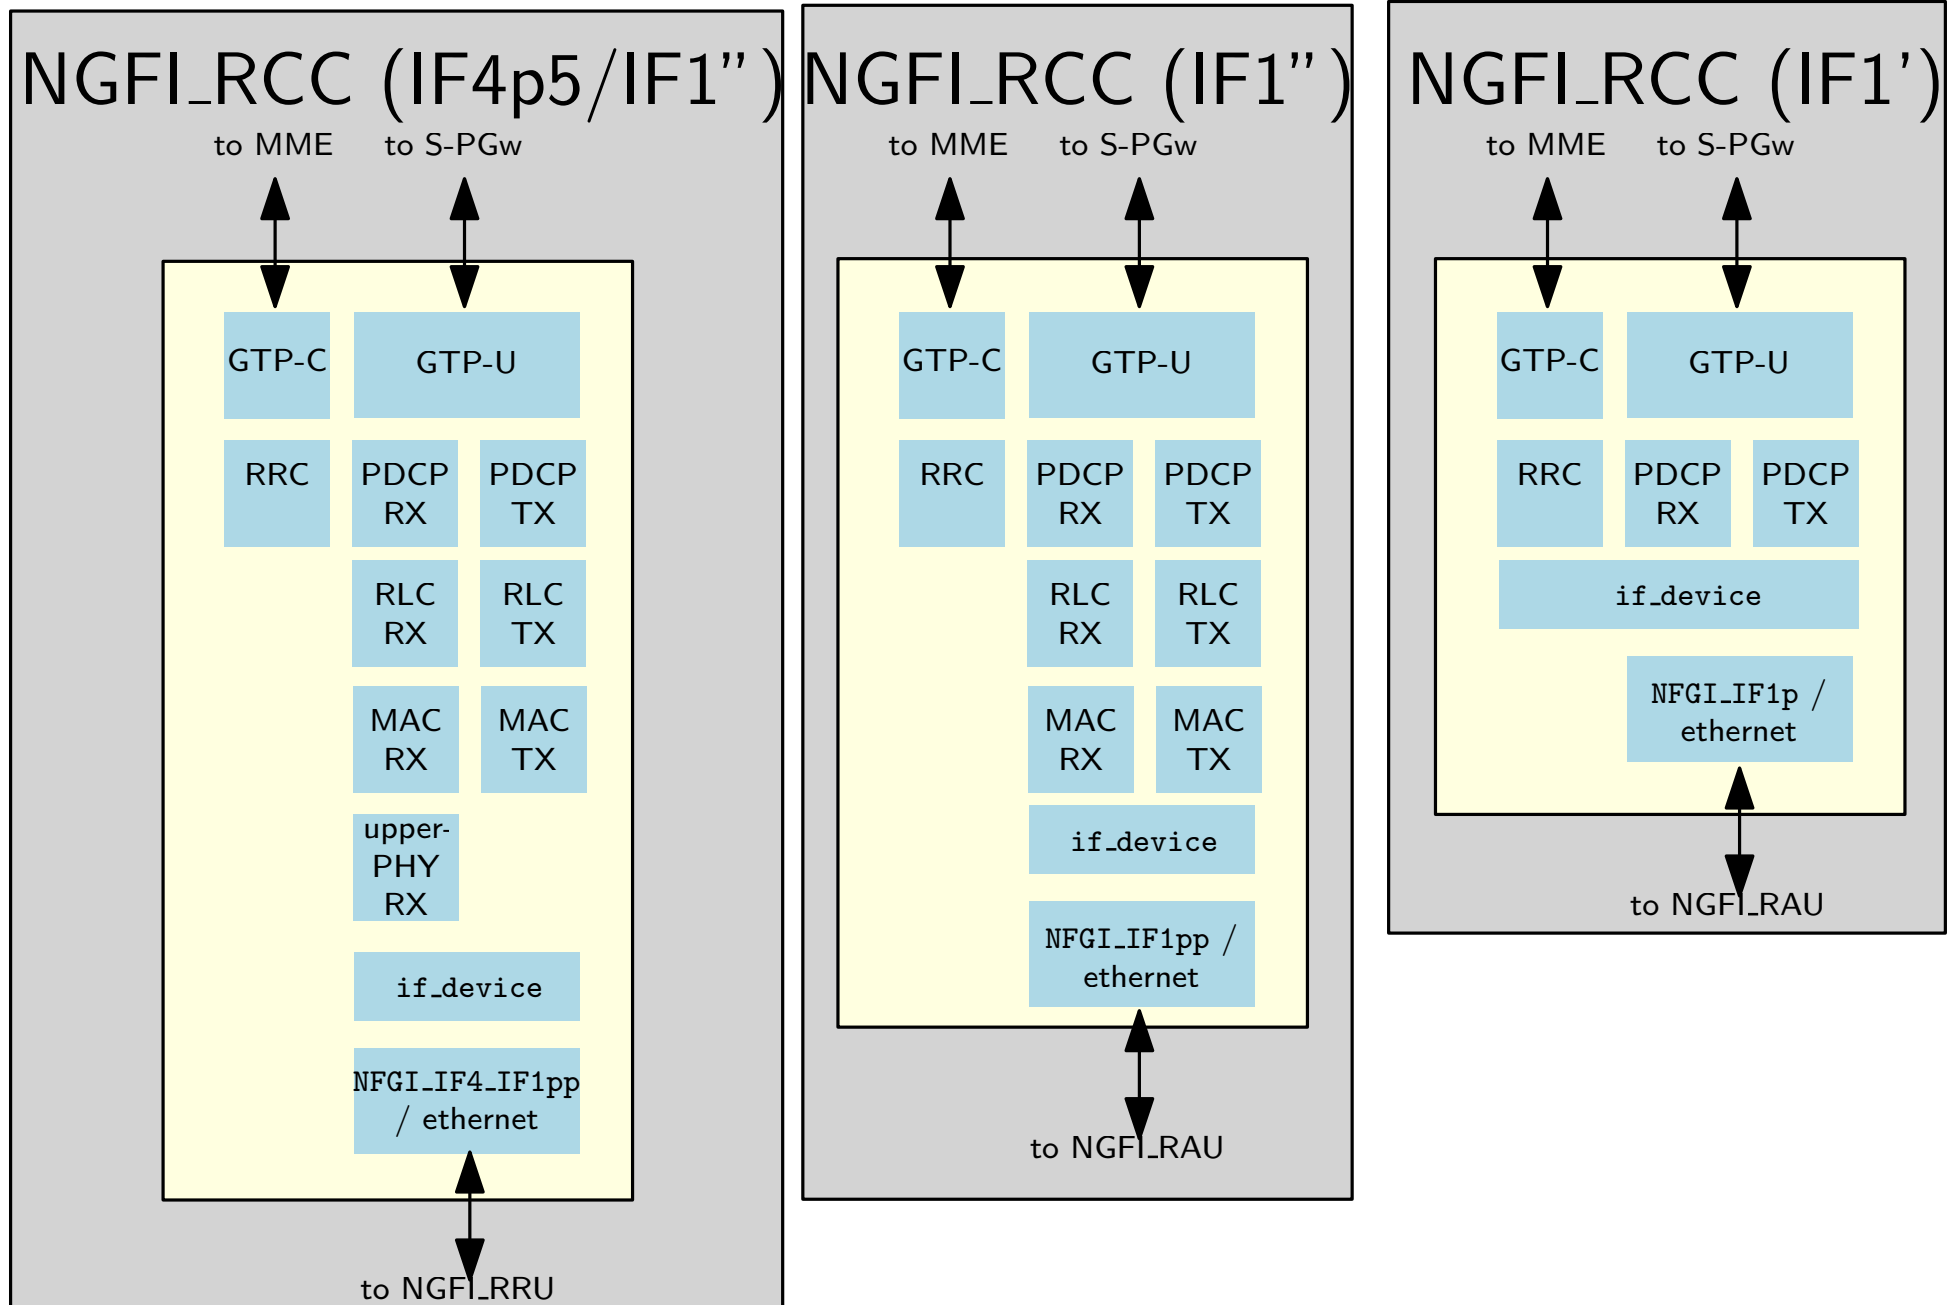 NGFI_RCC (IF4p5/IF1'')
to MME to S-PGw
GTP-C GTP-U
RRC
PDCP
RX
PDCP
TX
RLC
RX
RLC
TX
MAC
RX
MAC
TX
upper-
PHY
RX
if_device
NFGI_IF4_IF1pp
/ ethernet
to NGFI_RRU
NGFI_RCC (IF1'')
to MME to S-PGw
GTP-C GTP-U
RRC
PDCP
RX
PDCP
TX
RLC
RX
RLC
TX
MAC
RX
MAC
TX
if_device
NFGI_IF1pp /
ethernet
to NGFI_RAU
NGFI_RCC (IF1')
to MME to S-PGw
GTP-C GTP-U
RRC
PDCP
RX
PDCP
TX
if_device
NFGI_IF1p /
ethernet
to NGFI_RAU